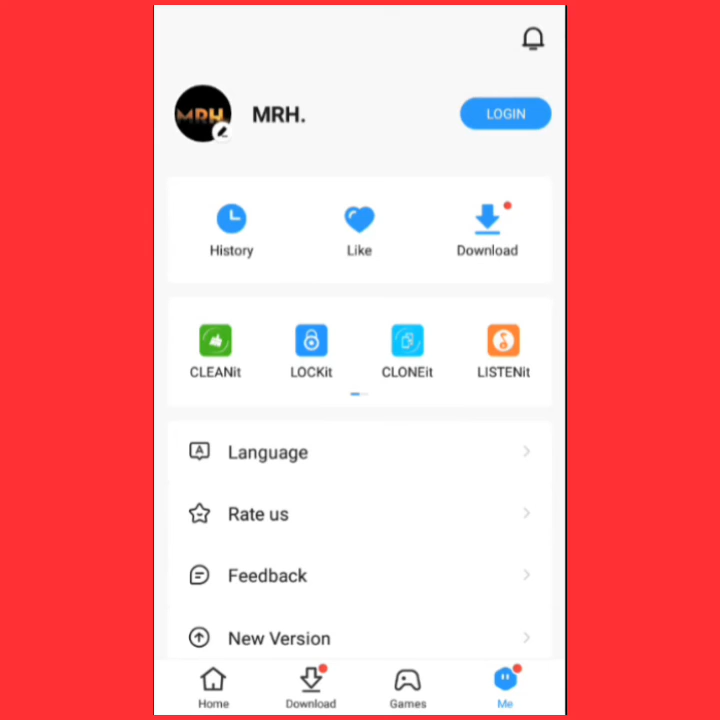 MRH.
MRH.
LOGIN
History
Like
Download
CLEANit
LOCKit
CLONEit
LISTENit
Language
Rate us
Feedback
New Version
Home
Download
Games
Me